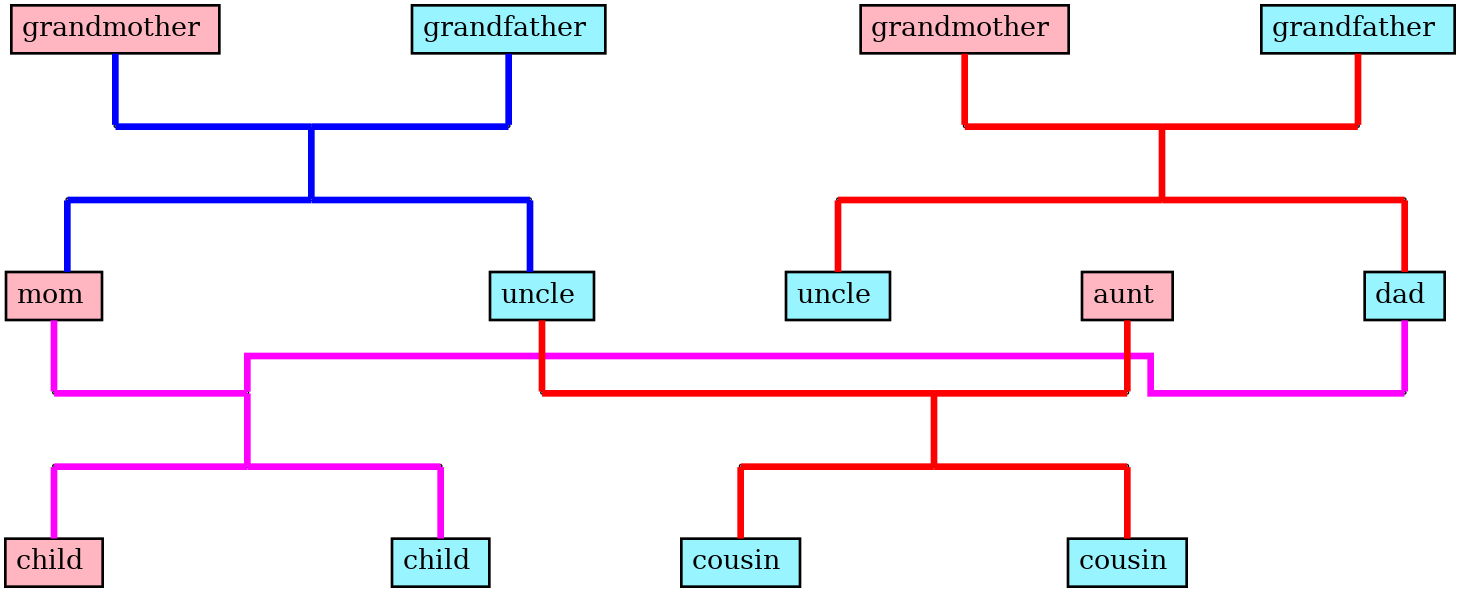 grandmother
grandfather
grandmother
grandfather
mom
uncle
uncle
aunt
dad
child
child
cousin
cousin